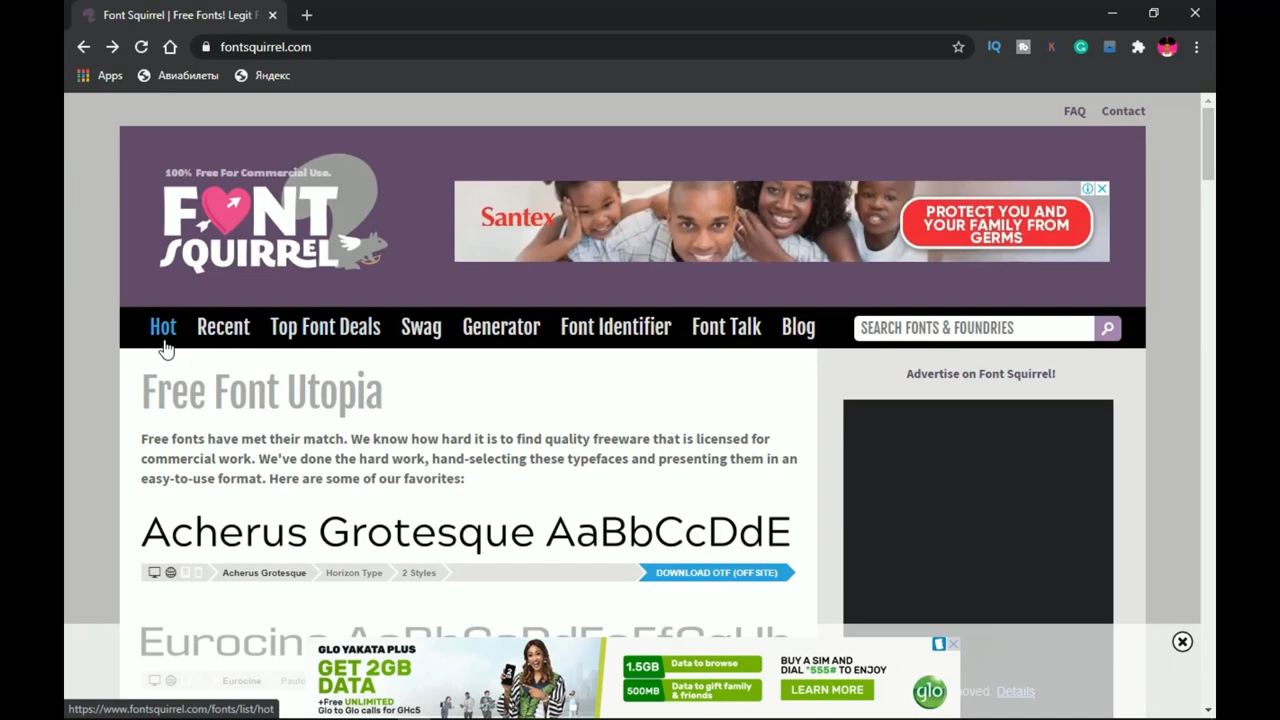 Font Squirrel | Free Fonts! Legit F
fontsquirrel.com
IQ
K
Apps
Авиабилеты
Яндекс
FAQ
Contact
100% Free For Commercial Use.
FONT
SQUIRREL
Santex
PROTECT YOU AND
YOUR FAMILY FROM
GERMS
Hot
Recent
Top Font Deals
Swag
Generator
Font Identifier
Font Talk
Blog
SEARCH FONTS & FOUNDRIES
Free Font Utopia
Advertise on Font Squirrel!
Free fonts have met their match. We know how hard it is to find quality freeware that is licensed for
commercial work. We've done the hard work, hand-selecting these typefaces and presenting them in an
easy-to-use format. Here are some of our favorites:
Acherus Grotesque AaBbCcDdE
Acherus Grotesque
Horizon Type
2 Styles
DOWNLOAD OTF (OFFSITE)
Eurocine
Eurocine
GLO YAKATA PLUS
GET 2GB
DATA
+Free UNLIMITED
Glo to Glo calls for GHc5
1.5GB
Data to browse
500MB
Data to gift family
& friends
BUY A SIM AND
DIAL *555# TO ENJOY
LEARN MORE
glo
Details
https://www.fontsquirrel.com/fonts/list/hot